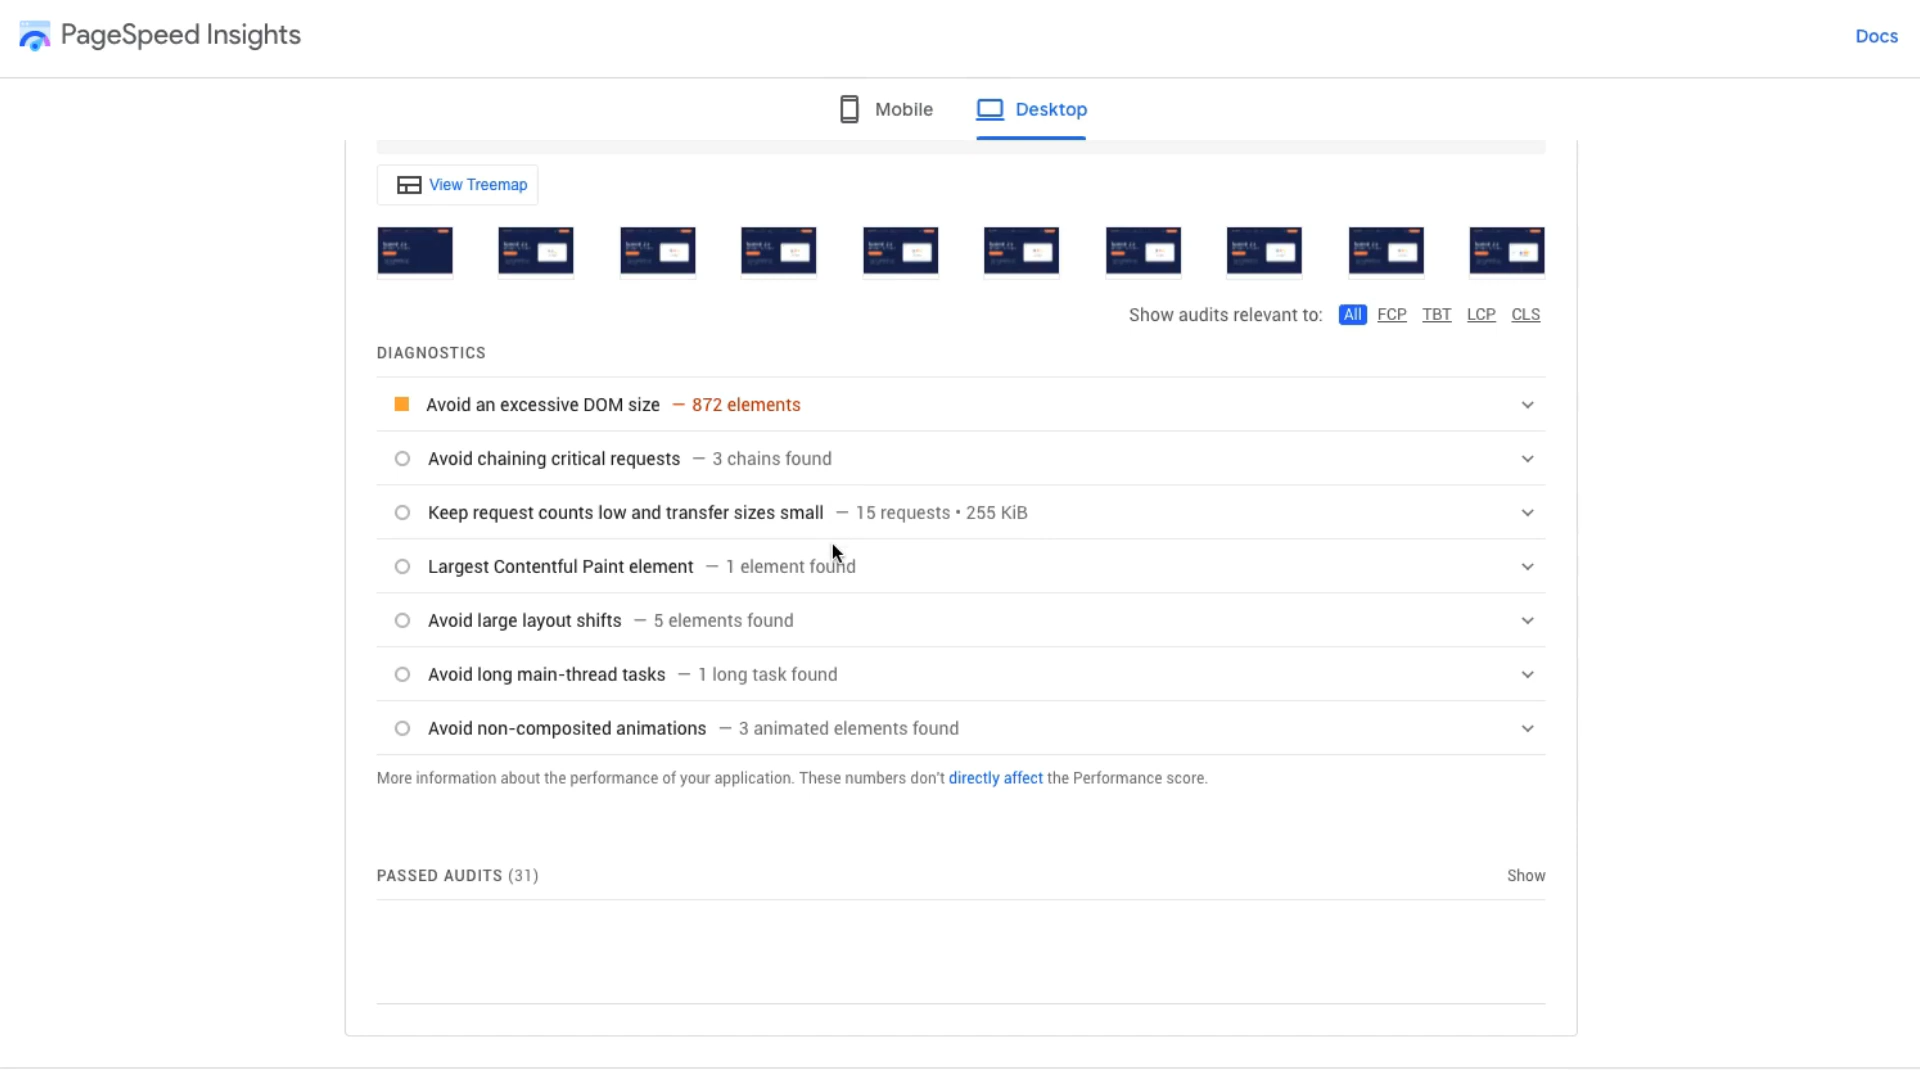 PageSpeed Insights
Docs
Mobile
Desktop
View Treemap
Show audits relevant to: All FCP TBT LCP CLS
DIAGNOSTICS
Avoid an excessive DOM size — 872 elements
Avoid chaining critical requests — 3 chains found
Keep request counts low and transfer sizes small — 15 requests • 255 KiB
Largest Contentful Paint element — 1 element found
Avoid large layout shifts — 5 elements found
Avoid long main-thread tasks — 1 long task found
Avoid non-composited animations — 3 animated elements found
More information about the performance of your application. These numbers don't directly affect the Performance score.
PASSED AUDITS (31)
Show